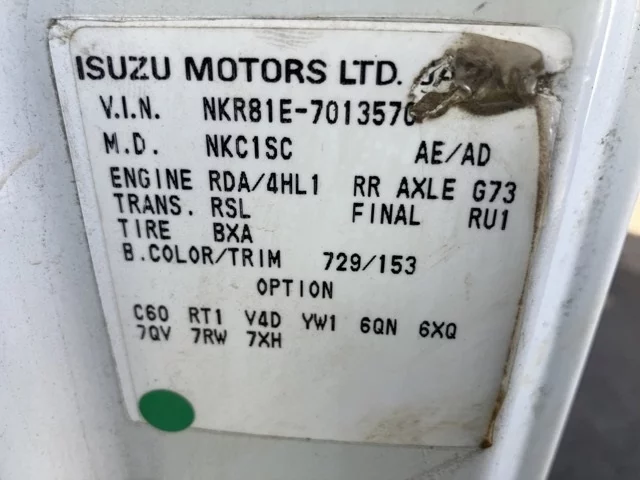 ISUZU MOTORS LTD.
V.I.N. NKR81E-7013570
M.D. NKC1SC AE/AD
ENGINE RDA/4HL1 RR AXLE G73
TRANS. RSL FINAL RU1
TIRE BXA
B.COLOR/TRIM 729/153
OPTION
C60 RT1 V4D YW1 6QN 6XQ
7QV 7RW 7XH